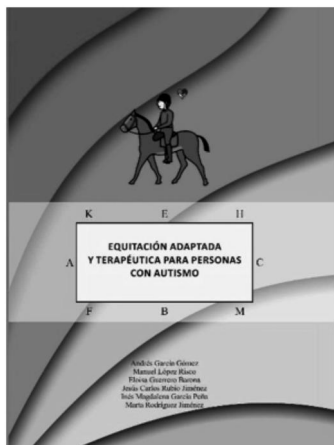 K E H
EQUITACIÓN ADAPTADA
A Y TERAPÉUTICA PARA PERSONAS C
CON AUTISMO
F B M
Andrés García Gómez
Manuel López Risco
Eloísa Guerrero Barona
Jesús Carlos Rubio Jiménez
Inés Magdalena García Peña
Marta Rodríguez Jiménez